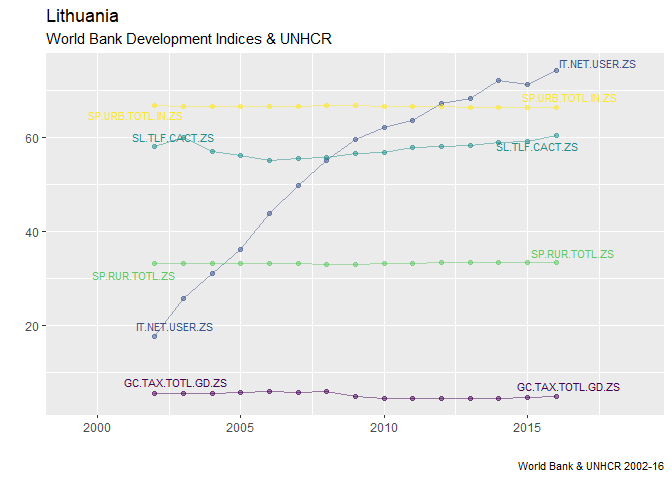 Lithuania
World Bank Development Indices & UNHCR
IT.NET.USER.ZS
SP.URB.TOTL.IN.ZS
SP.URB.TOTL.IN.ZS
60
SL.TLF.CACT.ZS
SL.TLF.CACT.ZS
40
SP.RUR.TOTL.ZS
SP.RUR.TOTL.ZS
20
IT.NET.USER.ZS
GC.TAX.TOTL.GD.ZS
GC.TAX.TOTL.GD.ZS
2000 2005 2010 2015
World Bank & UNHCR 2002-16